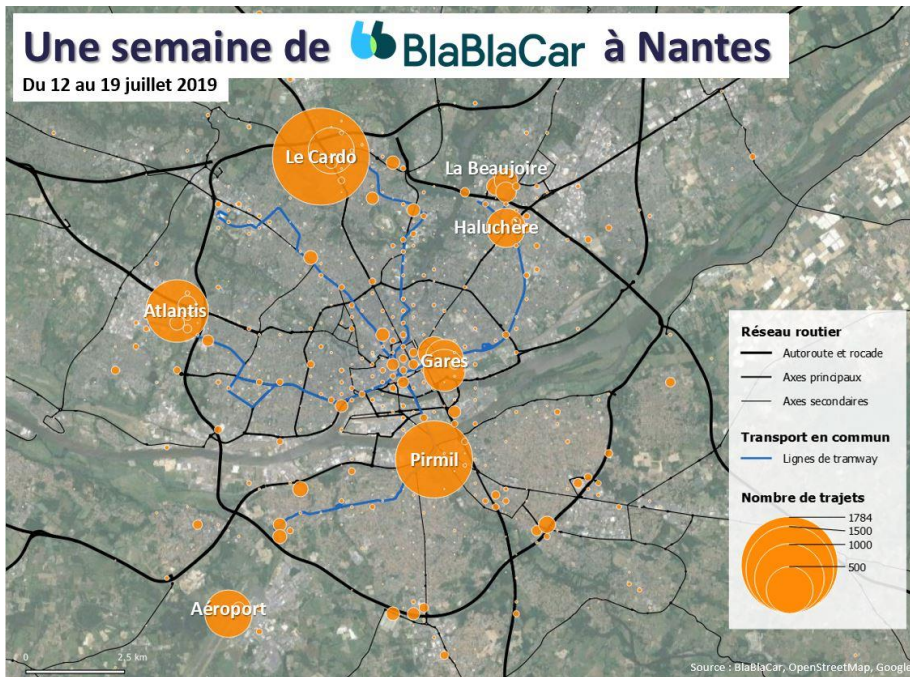 Une semaine de BlaBlaCar à Nantes
Du 12 au 19 juillet 2019
Le Cardo
La Beaujoire
Haluchère
Atlantis
Gares
Pirmil
Aéroport
Réseau routier
Autoroute et rocade
Axes principaux
Axes secondaires
Transport en commun
Lignes de tramway
Nombre de trajets
1784
1500
1000
500
0 2,5 km
Source : BlaBlaCar, OpenStreetMap, Google